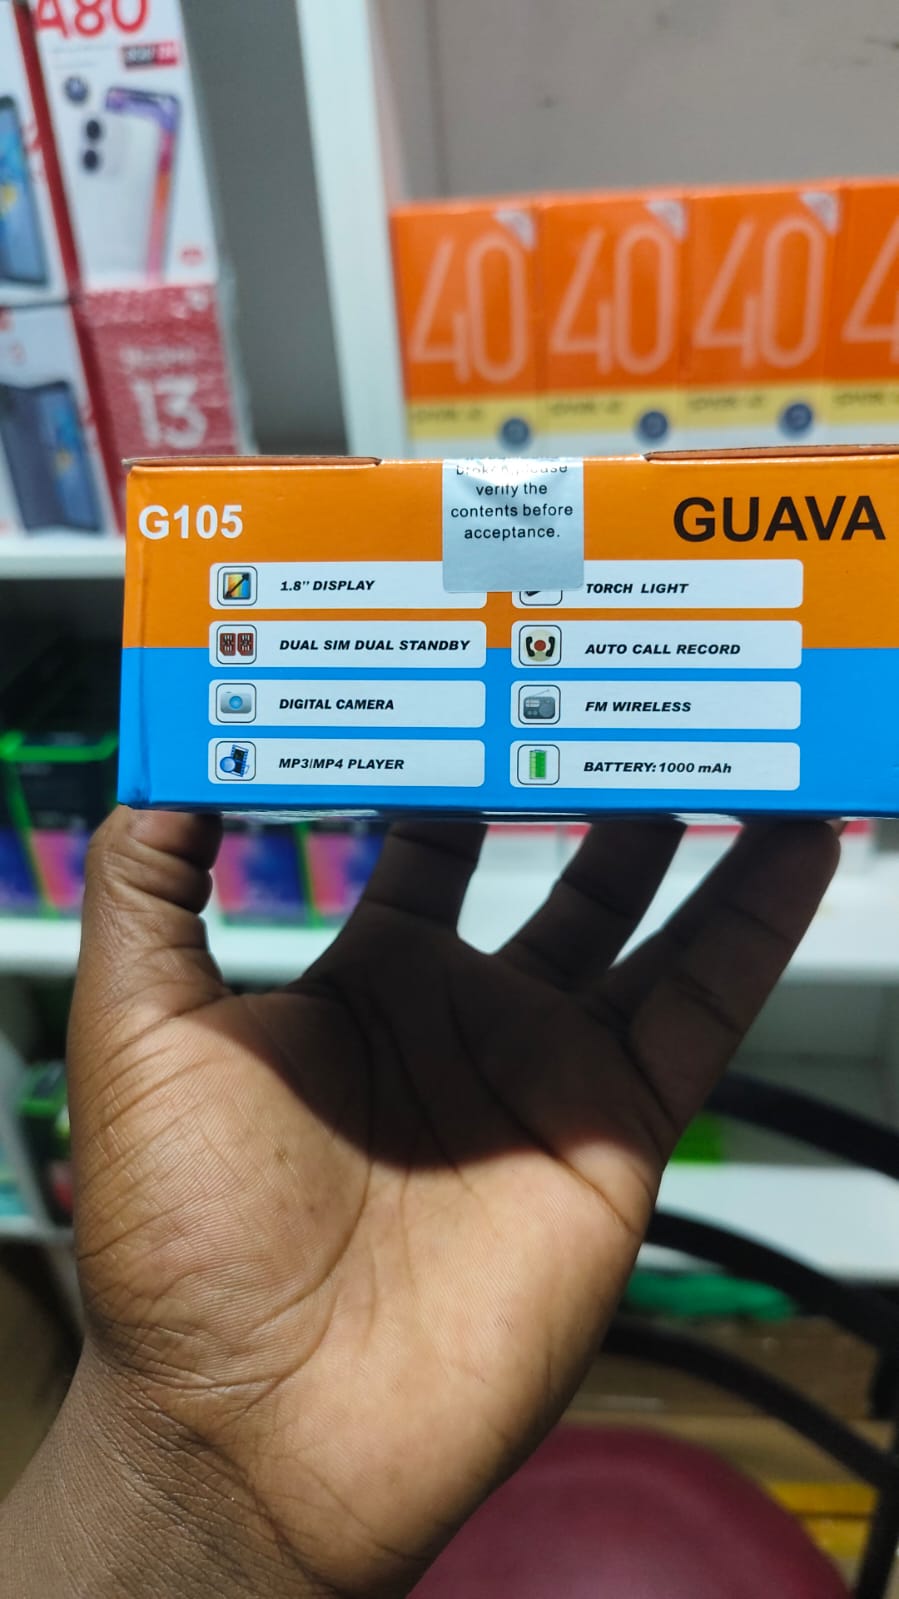 A80
40
40
40
13
verify the
contents before
acceptance.
G105
GUAVA
1.8” DISPLAY
TORCH LIGHT
DUAL SIM DUAL STANDBY
AUTO CALL RECORD
DIGITAL CAMERA
FM WIRELESS
MP3/MP4 PLAYER
BATTERY:1000 mAh